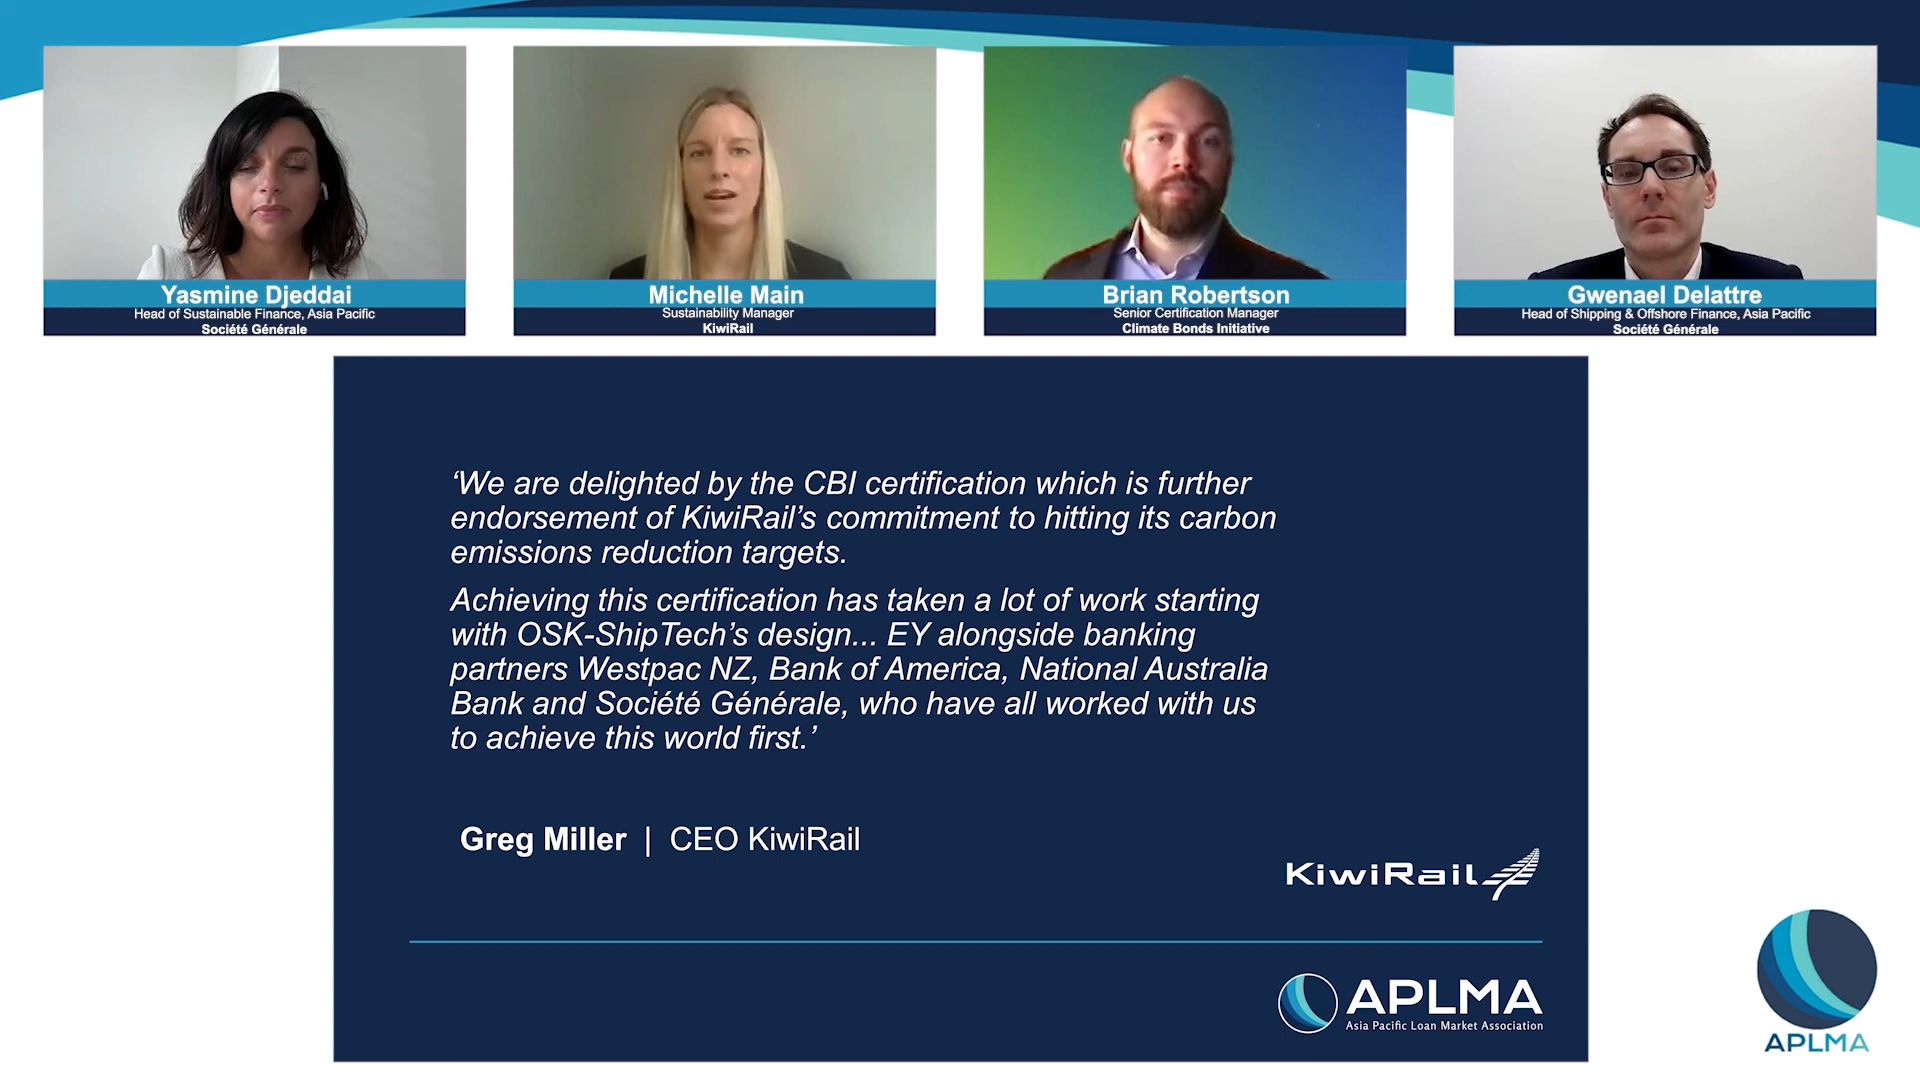 Yasmine Djeddai
Head of Sustainable Finance, Asia Pacific
Société Générale
Michelle Main
Sustainability Manager
KiwiRail
Brian Robertson
Senior Certification Manager
Climate Bonds Initiative
Gwenael Delattre
Head of Shipping & Offshore Finance, Asia Pacific
Société Générale
‘We are delighted by the CBI certification which is further
endorsement of KiwiRail’s commitment to hitting its carbon
emissions reduction targets.
Achieving this certification has taken a lot of work starting
with OSK-ShipTech’s design... EY alongside banking
partners Westpac NZ, Bank of America, National Australia
Bank and Société Générale, who have all worked with us
to achieve this world first.’
Greg Miller | CEO KiwiRail
KiwiRail
APLMA
Asia Pacific Loan Market Association
APLMA